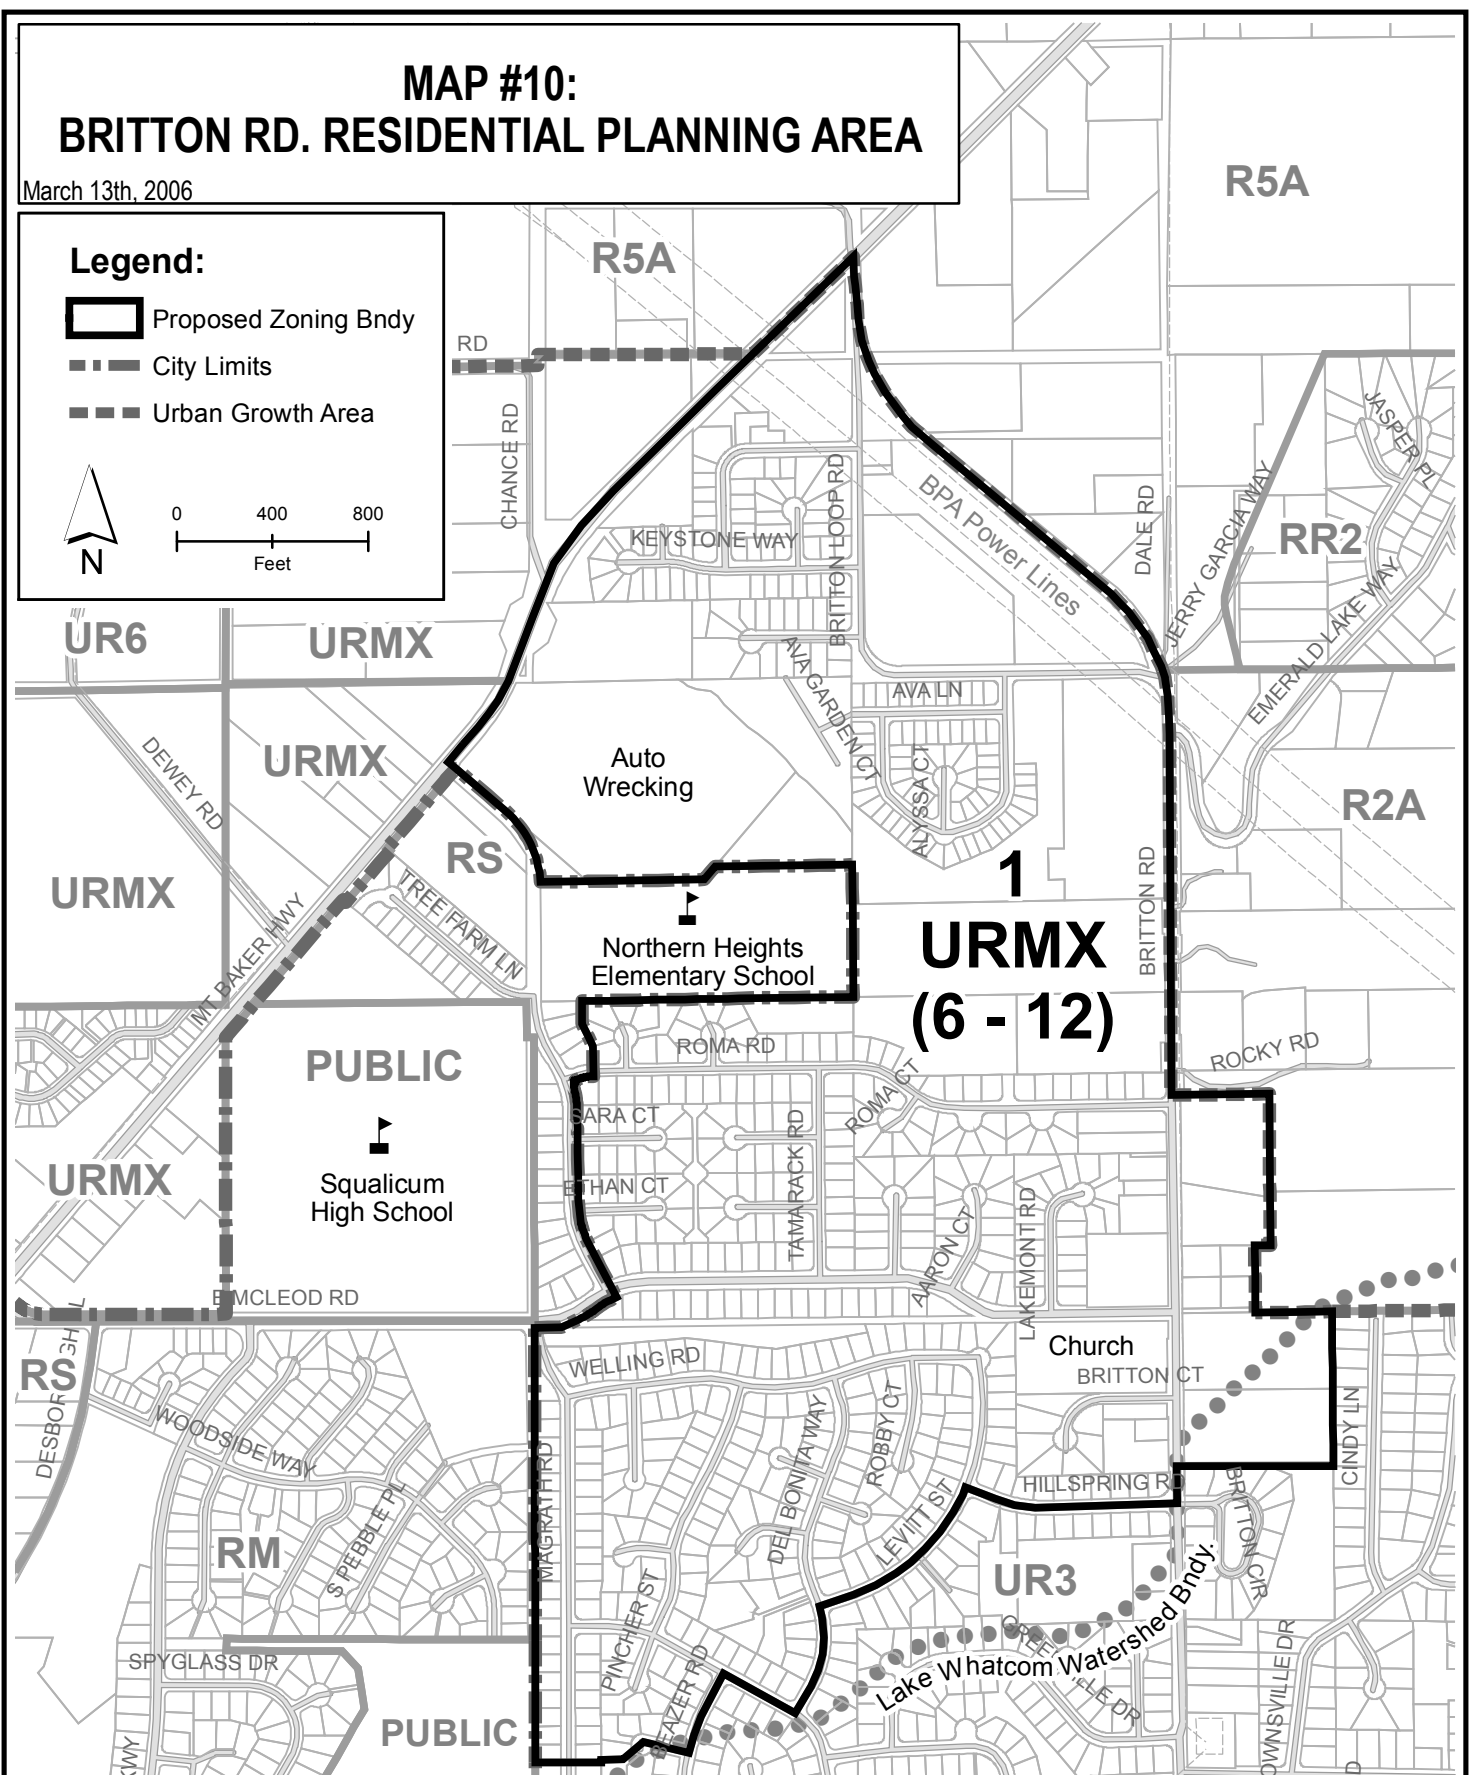 MAP #10:
BRITTON RD. RESIDENTIAL PLANNING AREA
March 13th, 2006
Legend:
Proposed Zoning Bndy
City Limits
Urban Growth Area
N
0 400 800
Feet
R5A
R5A
RD
CHANCE RD
KEYSTONE WAY
BRITTON LOOP RD
BPA Power Lines
DALE RD
JERRY GARCIA WAY
JASPER PL
RR2
EMERALD LAKE WAY
UR6
URMX
URMX
DEWEY RD
AVA GARDEN CT
AVA LN
ALYSSA CT
Auto
Wrecking
R2A
RS
URMX
TREE FARM LN
MT BAKER HWY
Northern Heights
Elementary School
1
URMX
(6 - 12)
BRITTON RD
ROMA RD
ROMA CT
ROCKY RD
PUBLIC
SARA CT
ETHAN CT
TAMARACK RD
AARON CT
LAKEMONT RD
Squalicum
High School
URMX
E MCLEOD RD
RS
WELLING RD
Church
BRITTON CT
CINDY LN
WOODSIDE WAY
S PEBBLE PL
RM
MAGRATH RD
DEL BONITA WAY
ROBBY CT
LEVITT ST
HILLSPRING RD
BRITTON CIR
UR3
PINCHER ST
BEAZER RD
Lake Whatcom Watershed Bndy.
SPYGLASS DR
PUBLIC
OWNSVILLE DR
KWY
D